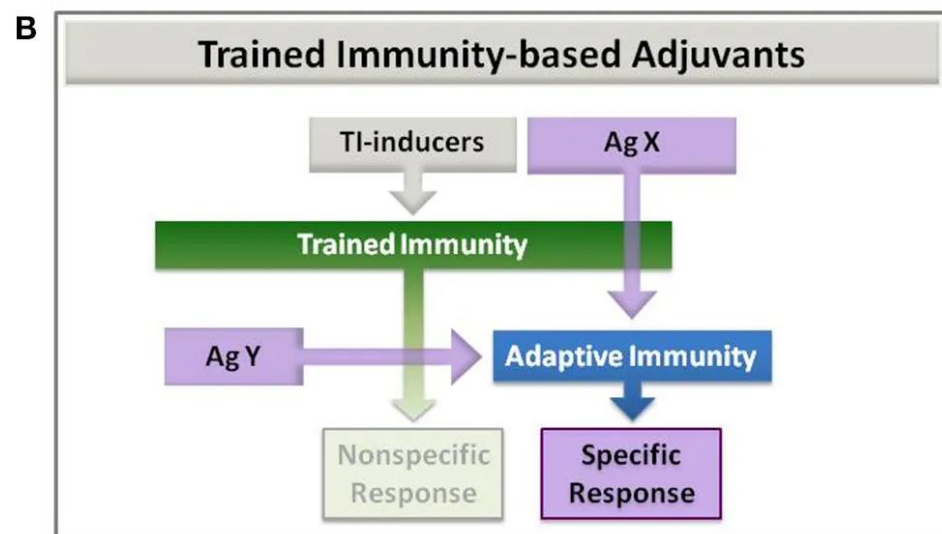 B
Trained Immunity-based Adjuvants
TI-inducers
Ag X
Trained Immunity
Ag Y
Adaptive Immunity
Nonspecific
Response
Specific
Response